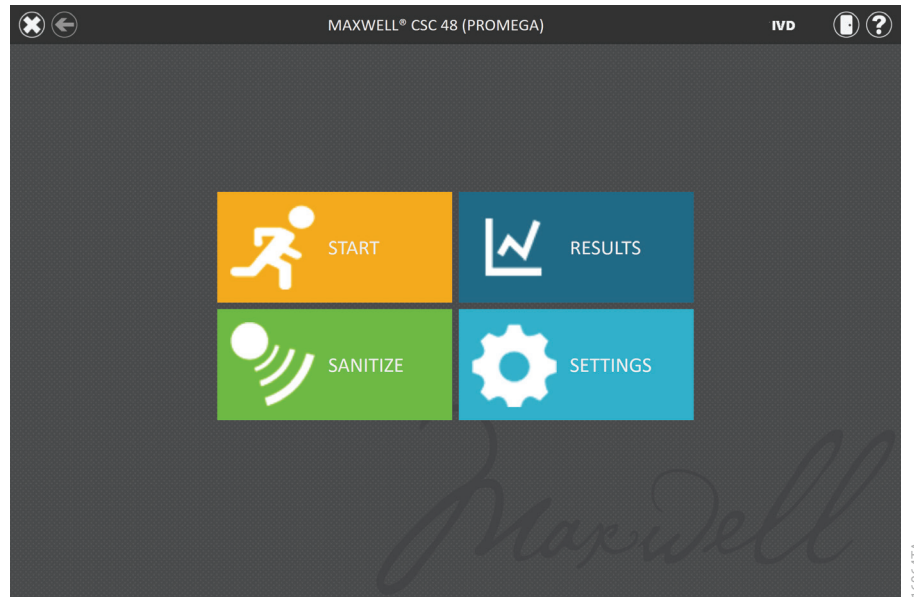 MAXWELL® CSC 48 (PROMEGA)
IVD
?
START
RESULTS
SANITIZE
SETTINGS
Maxwell